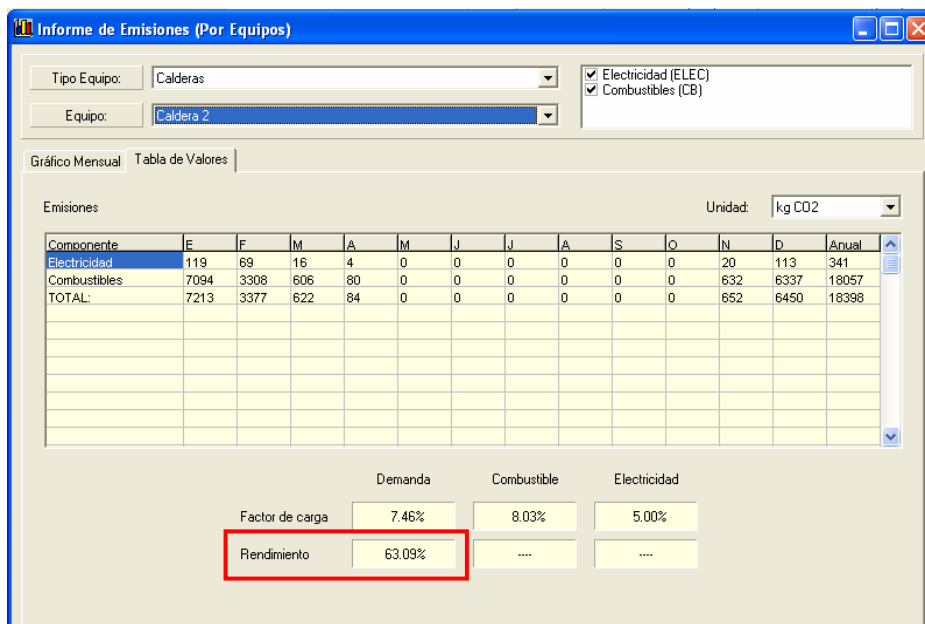 Informe de Emisiones (Por Equipos)
Tipo Equipo: Calderas
Electricidad (ELEC)
Combustibles (CB)
Equipo: Caldera 2
Gráfico Mensual Tabla de Valores
Emisiones Unidad: kg CO2
Componente E F M A M J J A S O N D Anual
Electricidad 119 69 16 4 0 0 0 0 0 0 20 113 341
Combustibles 7094 3308 606 80 0 0 0 0 0 0 632 6337 18057
TOTAL: 7213 3377 622 84 0 0 0 0 0 0 652 6450 18398
Demanda Combustible Electricidad
Factor de carga 7.46% 8.03% 5.00%
Rendimiento 63.09% ---- ----